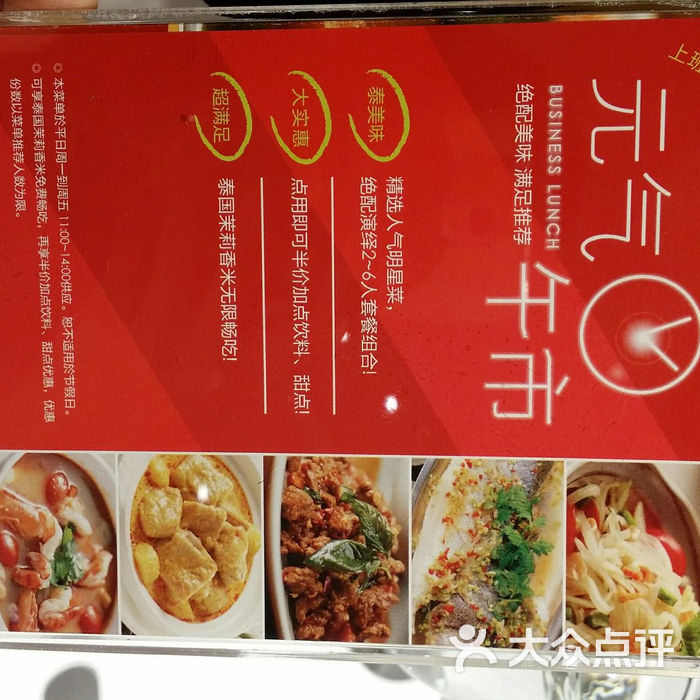 上班
元气
午市
BUSINESS LUNCH
绝配美味 满足推荐
泰美味
精选人气明星菜，
绝配演绎2~6人套餐组合!
大实惠
点用即可半价加点饮料、甜点!
超满足
泰国茉莉香米无限畅吃!
◎ 本菜单於平日周一到周五 11:00~14:00供应。恕不适用於节假日。
◎ 可享泰国茉莉香米免费畅吃，再享半价加点饮料、甜点优惠，优惠
份数以菜单推荐人数为限。
大众点评